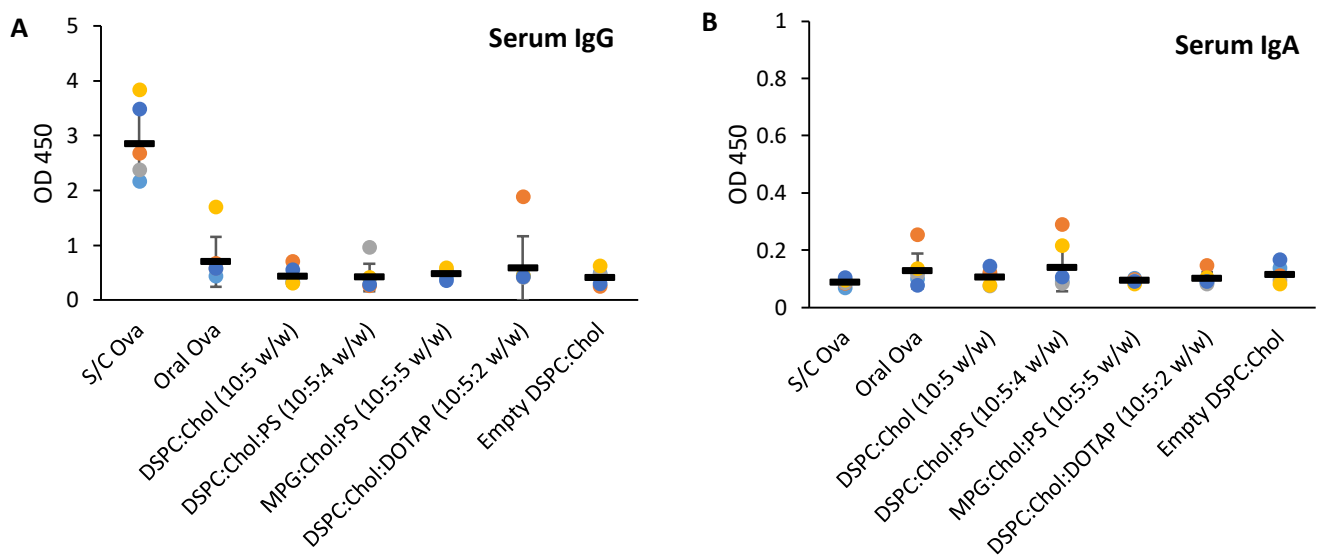 A
Serum IgG
OD 450
5
4
3
2
1
0
S/C Ova
Oral Ova
DSPC:Chol (10:5 w/w)
DSPC:Chol:PS (10:5:4 w/w)
MPG:Chol:PS (10:5:5 w/w)
DSPC:Chol:DOTAP (10:5:2 w/w)
Empty DSPC:Chol
B
Serum IgA
OD 450
1
0.8
0.6
0.4
0.2
0
S/C Ova
Oral Ova
DSPC:Chol (10:5 w/w)
DSPC:Chol:PS (10:5:4 w/w)
MPG:Chol:PS (10:5:5 w/w)
DSPC:Chol:DOTAP (10:5:2 w/w)
Empty DSPC:Chol